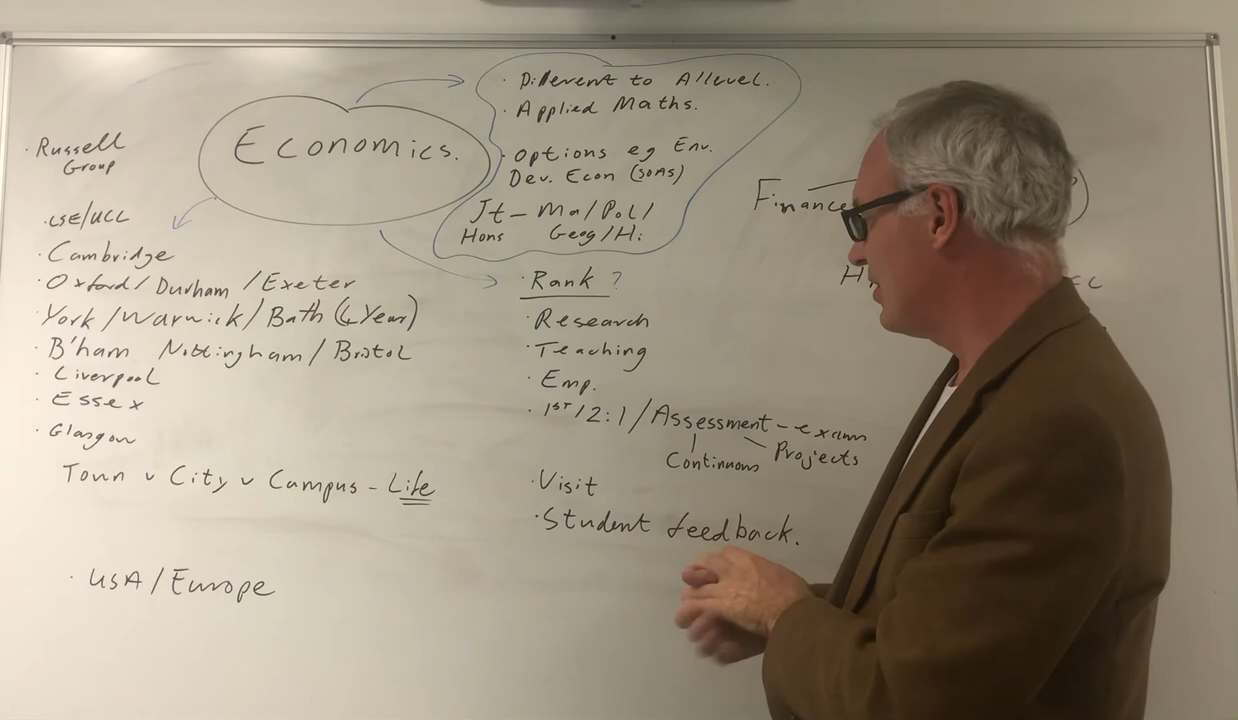 Economics.
· Russell
Group
· LSE/UCL
· Cambridge
· Oxford/Durham/Exeter
York/Warwick/Bath (4 Year)
· B'ham Nottingham/Bristol
· Liverpool
· Essex
· Glasgow
Town v City v Campus - Life
· USA/Europe
· Different to A level.
· Applied Maths.
· Options eg Env.
Dev. Econ (SOAS)
Jt - Ma/Pol/
Hons Geog/Hi.
· Rank ?
· Research
· Teaching
· Emp.
· 1st/2:1/Assessment - exams
Continuous Projects
· Visit
· Student feedback.
Finance